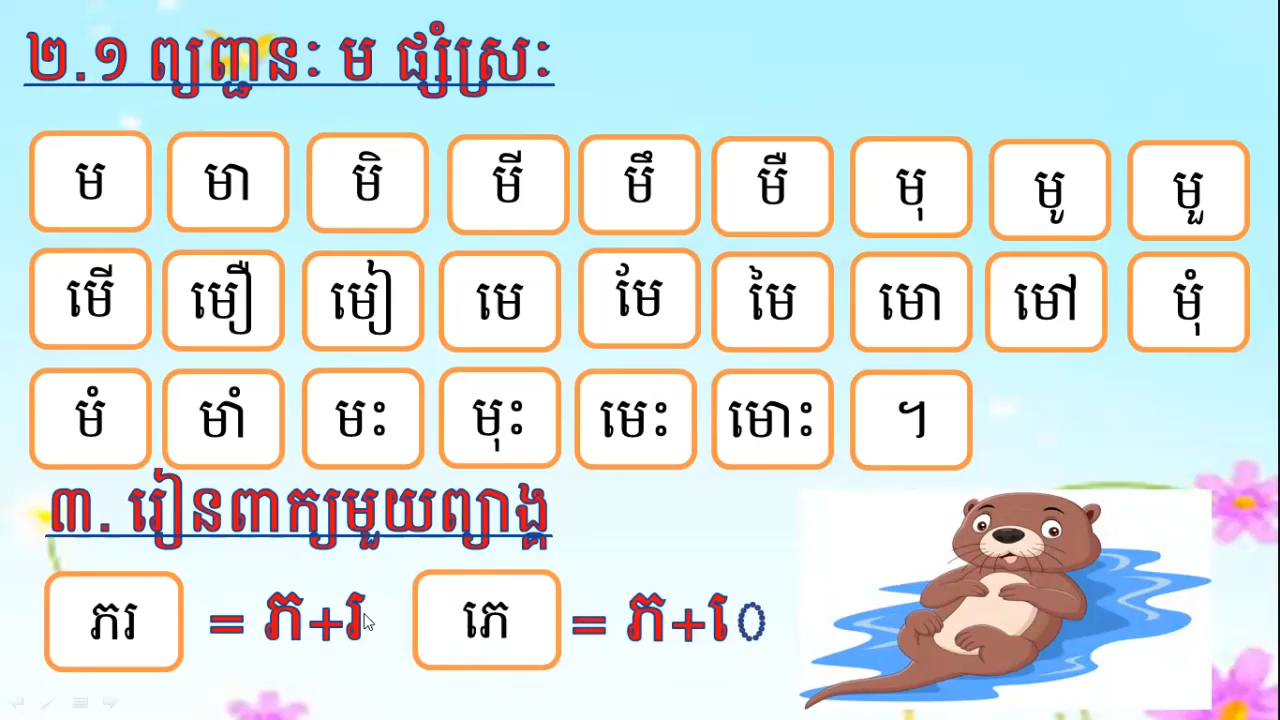 ២.១ ព្យញ្ជនៈ ម ផ្សំស្រៈ
ម មា មិ មី មឹ មឺ មុ មូ មួ
មើ មឿ មៀ មេ មែ មៃ មោ មៅ មុំ
មំ មាំ មះ មុះ មេះ មោះ ។
៣. រៀនពាក្យមួយព្យាង្គ
ភរ = ភ+រ ភេ = ភ+េ